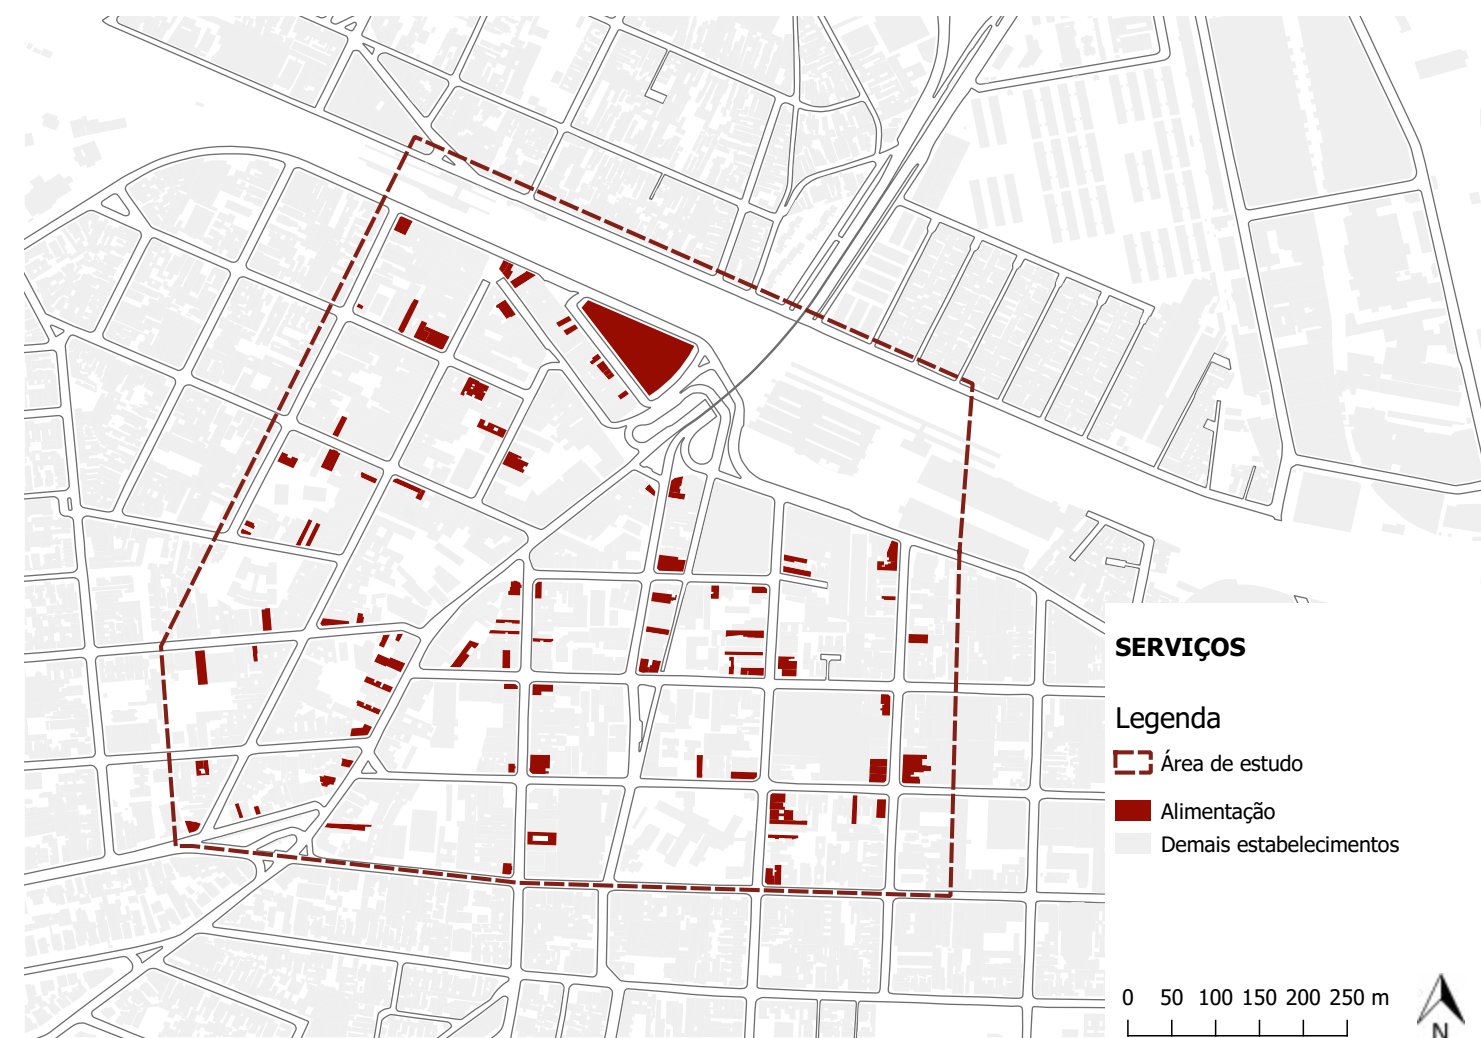 SERVIÇOS
Legenda
Área de estudo
Alimentação
Demais estabelecimentos
0 50 100 150 200 250 m
N